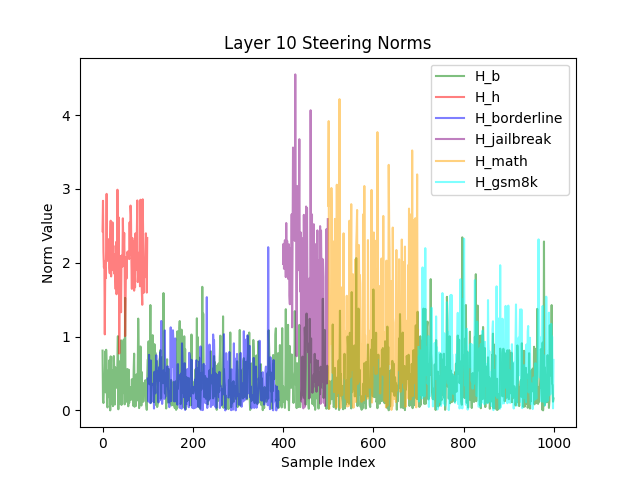 Layer 10 Steering Norms
H_b
H_h
H_borderline
H_jailbreak
H_math
H_gsm8k
Norm Value
4
3
2
1
0
0 200 400 600 800 1000
Sample Index